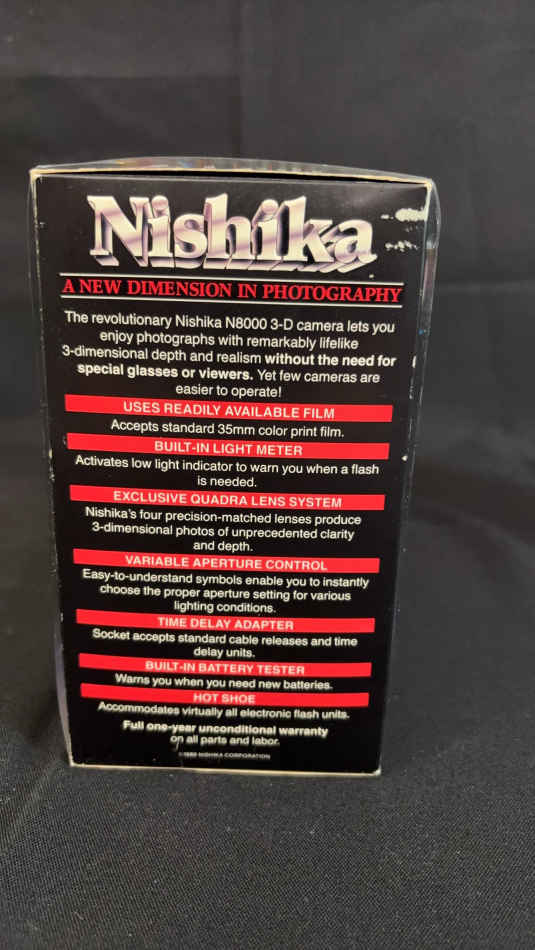 Nishika
A NEW DIMENSION IN PHOTOGRAPHY
The revolutionary Nishika N8000 3-D camera lets you
enjoy photographs with remarkably lifelike
3-dimensional depth and realism without the need for
special glasses or viewers. Yet few cameras are
easier to operate!
USES READILY AVAILABLE FILM
Accepts standard 35mm color print film.
BUILT-IN LIGHT METER
Activates low light indicator to warn you when a flash
is needed.
EXCLUSIVE QUADRA LENS SYSTEM
Nishika's four precision-matched lenses produce
3-dimensional photos of unprecedented clarity
and depth.
VARIABLE APERTURE CONTROL
Easy-to-understand symbols enable you to instantly
choose the proper aperture setting for various
lighting conditions.
TIME DELAY ADAPTER
Socket accepts standard cable releases and time
delay units.
BUILT-IN BATTERY TESTER
Warns you when you need new batteries.
HOT SHOE
Accommodates virtually all electronic flash units.
Full one-year unconditional warranty
on all parts and labor.
NISHIKA CORPORATION